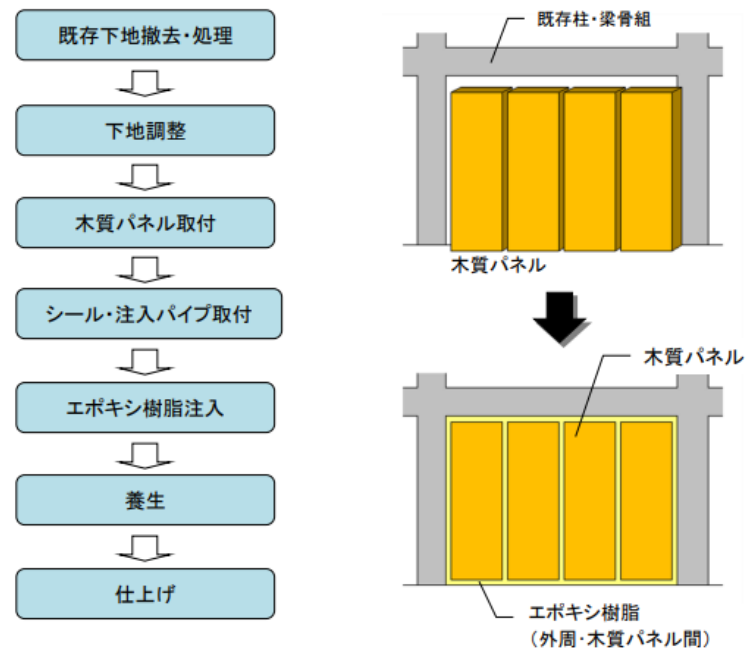 既存下地撤去・処理
下地調整
木質パネル取付
シール・注入パイプ取付
エポキシ樹脂注入
養生
仕上げ
既存柱・梁骨組
木質パネル
木質パネル
エポキシ樹脂
（外周・木質パネル間）